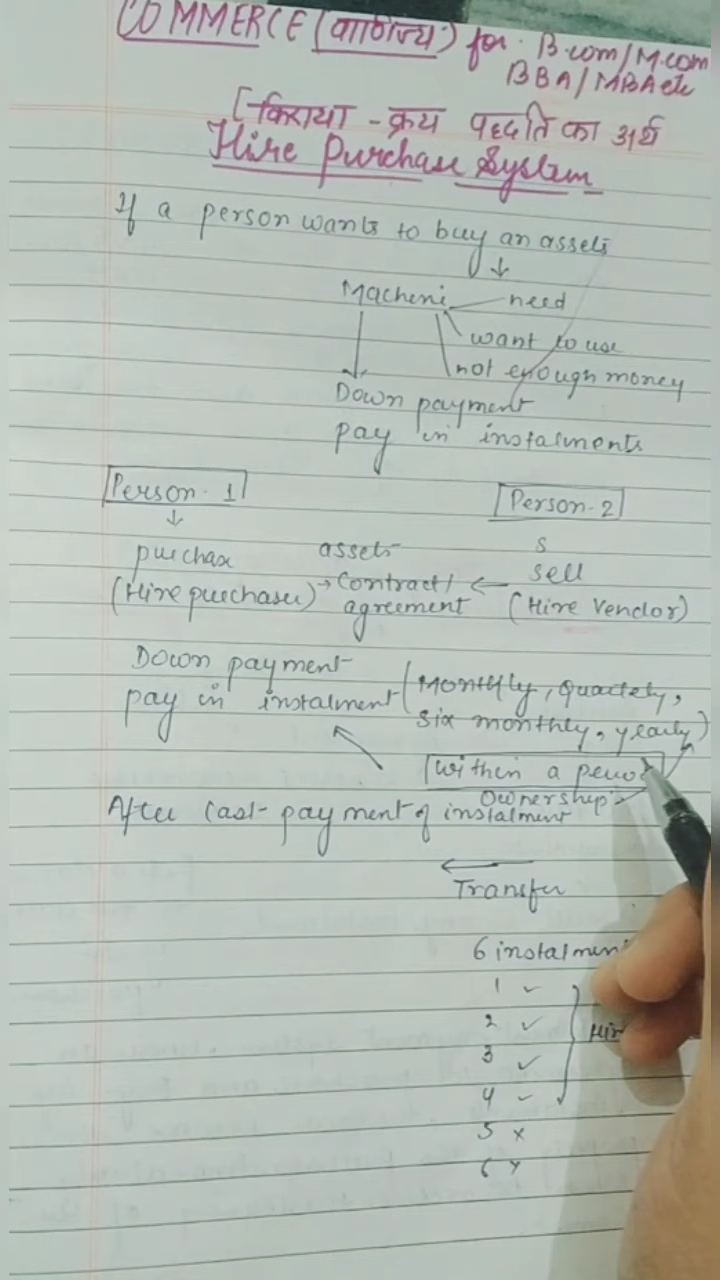 COMMERCE (वाणिज्य) for B.com/M.com
BBA/MBA etc
[किराया - क्रय पद्धति का अर्थ
Hire Purchase System
If a person wants to buy an assets
Macheni need
want to use
not enough money
Down payment
pay in instalments
Person-1 Person-2
S
purchase assets sell
(Hire purchaser) → contract/ agreement ← (Hire Vendor)
Down payment
pay in instalment (Monthly, Quartely,
six monthly, yearly)
within a period
ownership
After Last payment of instalment
Transfer
6 instalmen
1 ✓
2 ✓
3 ✓
4 ✓
5 x
6 x